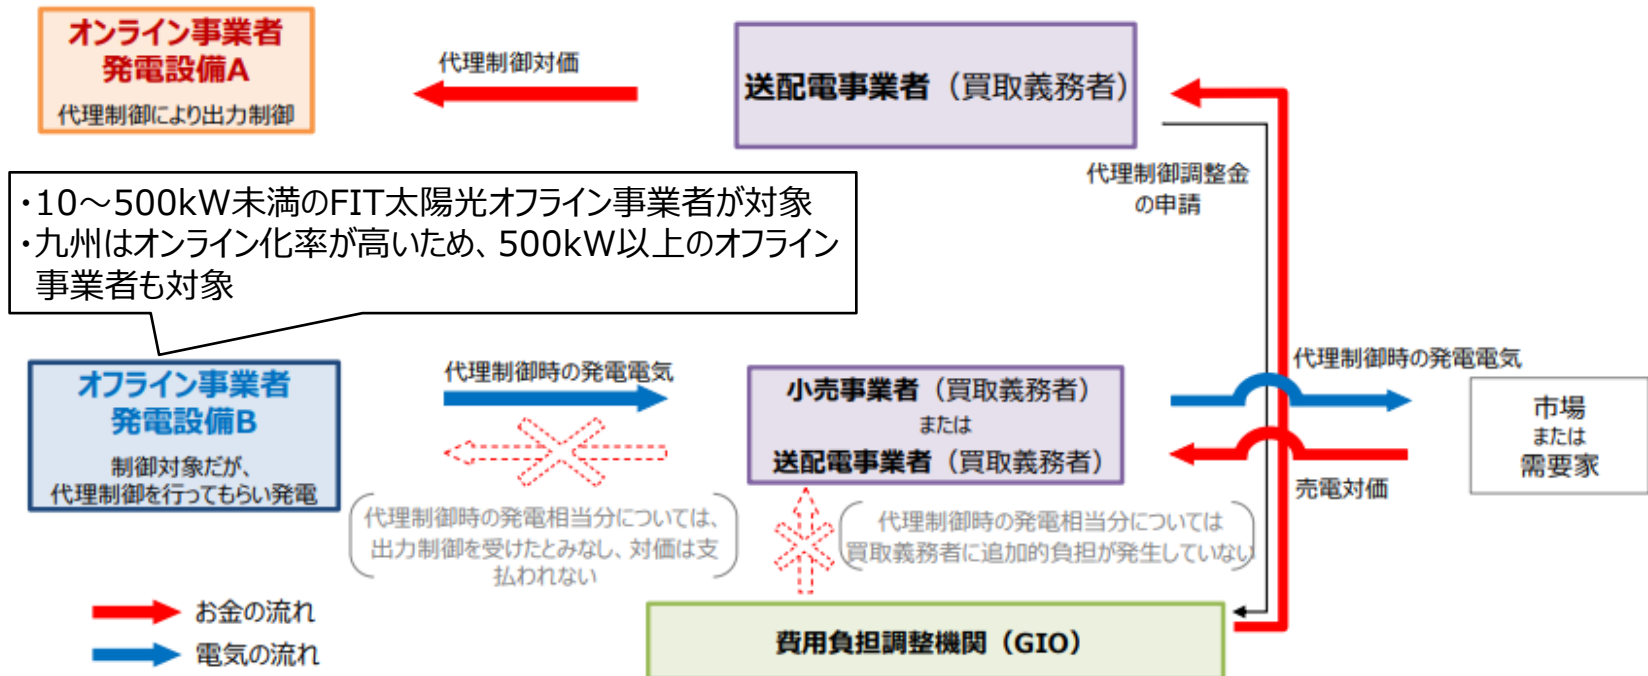 オンライン事業者
発電設備A
代理制御により出力制御
代理制御対価
送配電事業者（買取義務者）
代理制御調整金
の申請
・10～500kW未満のFIT太陽光オフライン事業者が対象
・九州はオンライン化率が高いため、500kW以上のオフライン
事業者も対象
オフライン事業者
発電設備B
制御対象だが、
代理制御を行ってもらい発電
代理制御時の発電電気
小売事業者（買取義務者）
または
送配電事業者（買取義務者）
代理制御時の発電電気
売電対価
市場
または
需要家
代理制御時の発電相当分については、
出力制御を受けたとみなし、対価は支
払われない
代理制御時の発電相当分については
買取義務者に追加的負担が発生していない
お金の流れ
電気の流れ
費用負担調整機関（GIO）